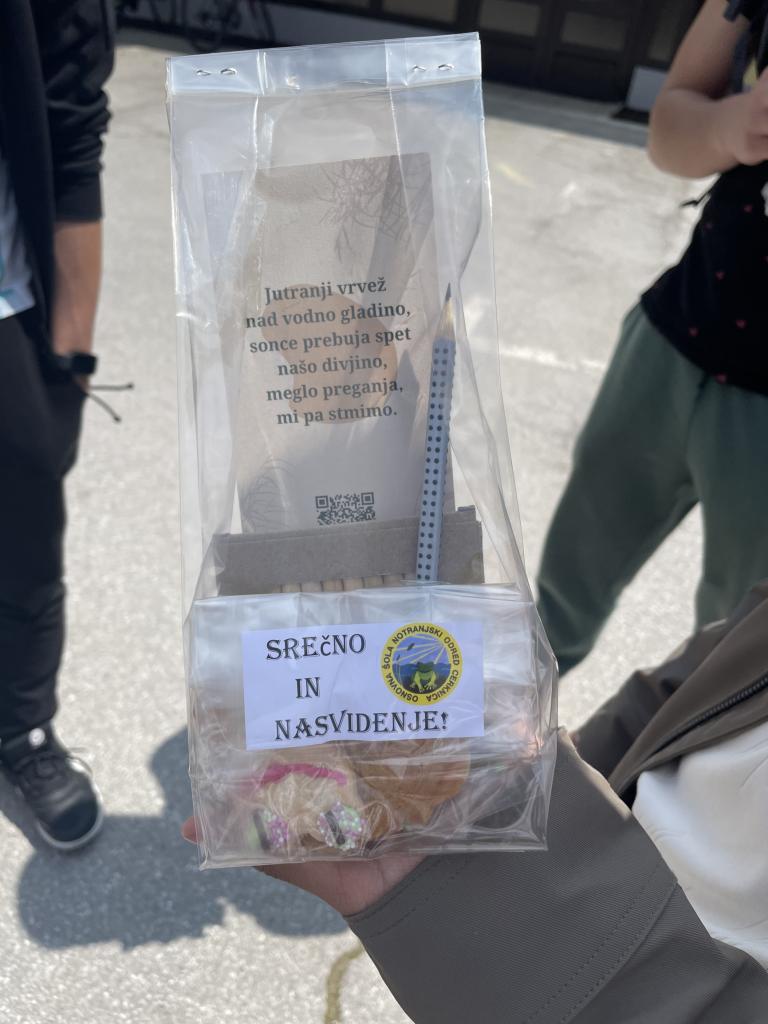 Jutranji vrvež
nad vodno gladino,
sonce prebuja spet
našo divjino,
meglo preganja,
mi pa stmimo.
SREčNO
IN
NASVIDENJE!
OSNOVNA ŠOLA NOTRANJSKI ODRED CERKNICA